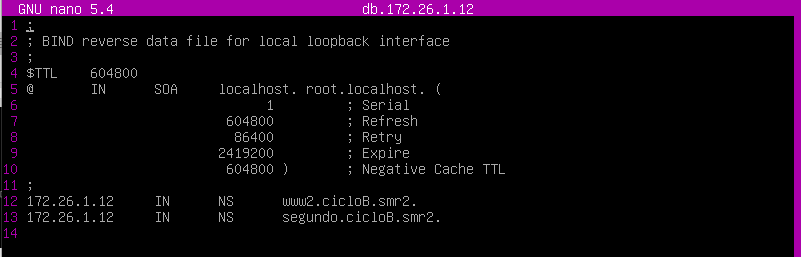 GNU nano 5.4 db.172.26.1.12
1 ;
2 ; BIND reverse data file for local loopback interface
3 ;
4 $TTL 604800
5 @ IN SOA localhost. root.localhost. (
6 1 ; Serial
7 604800 ; Refresh
8 86400 ; Retry
9 2419200 ; Expire
10 604800 ) ; Negative Cache TTL
11 ;
12 172.26.1.12 IN NS www2.cicloB.smr2.
13 172.26.1.12 IN NS segundo.cicloB.smr2.
14